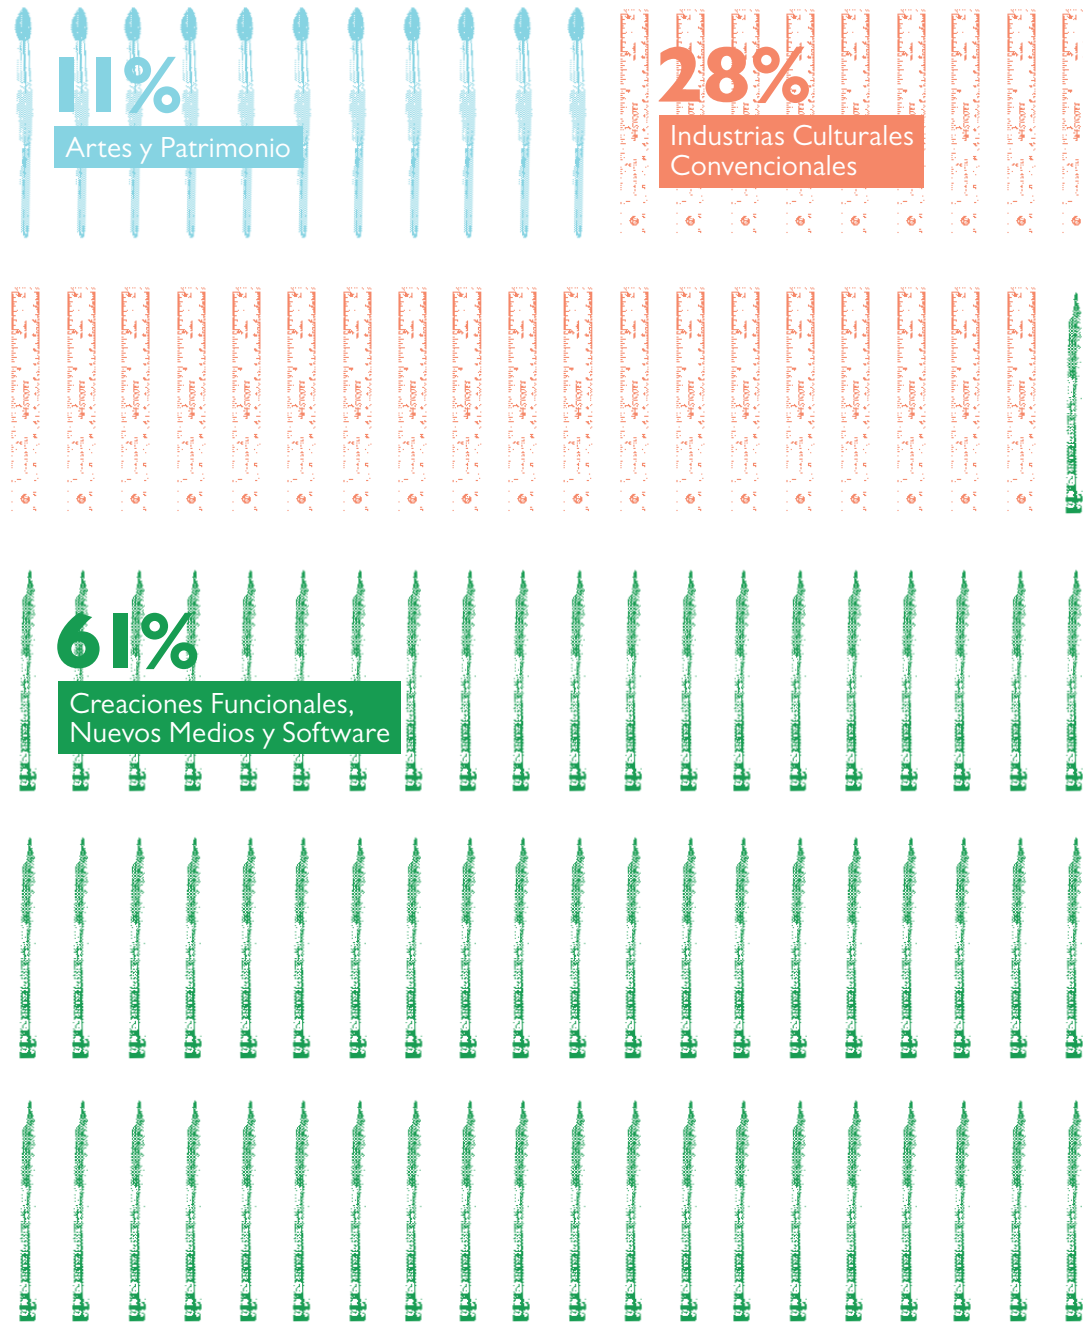 11%
Artes y Patrimonio
28%
Industrias Culturales
Convencionales
61%
Creaciones Funcionales,
Nuevos Medios y Software